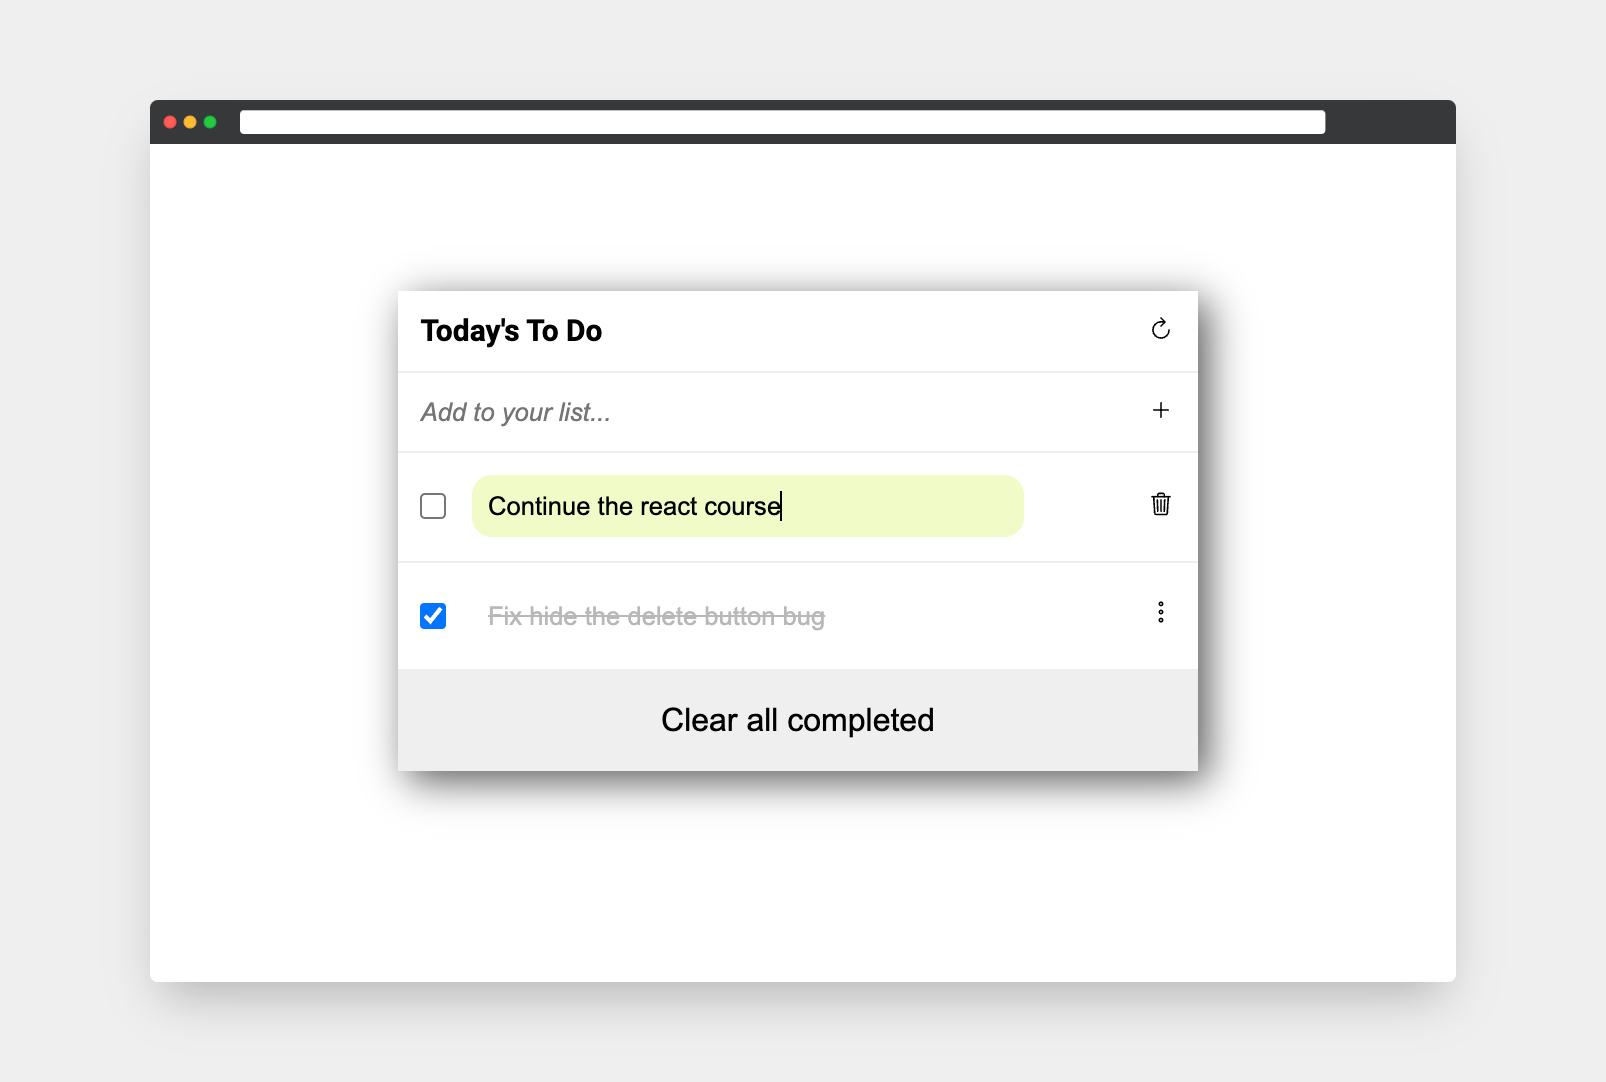 Today's To Do
Add to your list...
Continue the react course
Fix hide the delete button bug
Clear all completed